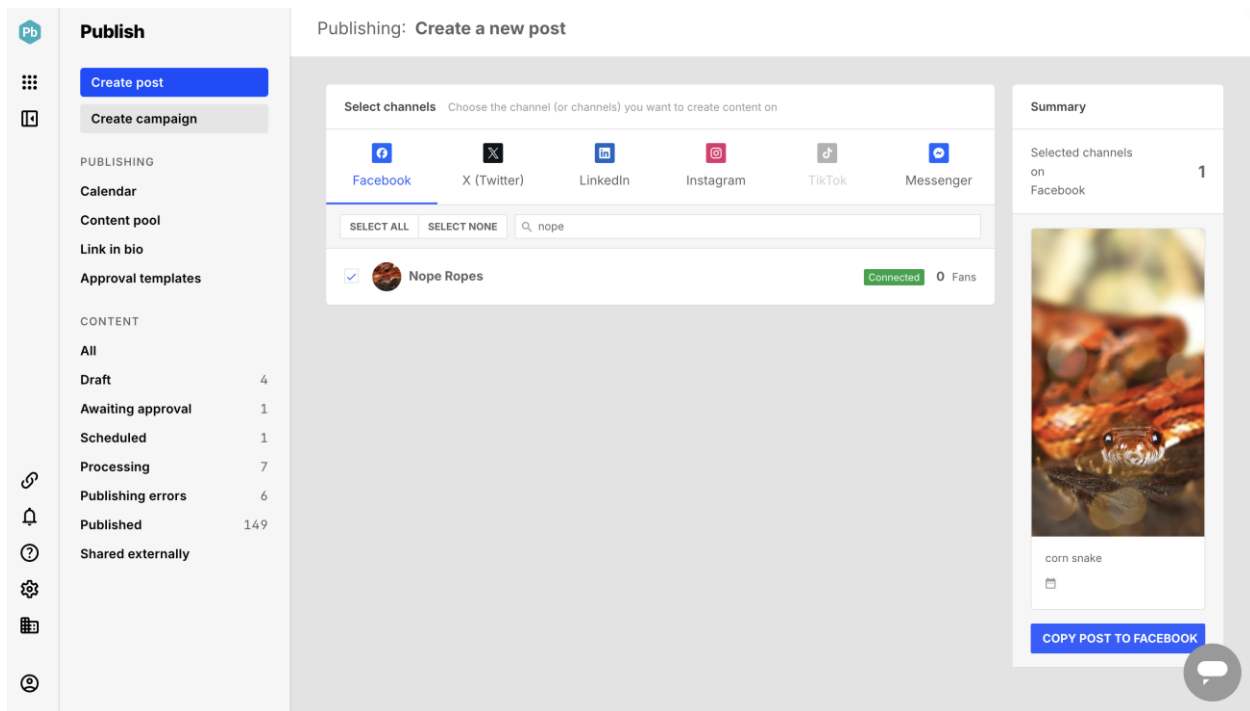 Pb
Publish
Create post
Create campaign
PUBLISHING
Calendar
Content pool
Link in bio
Approval templates
CONTENT
All
Draft 4
Awaiting approval 1
Scheduled 1
Processing 7
Publishing errors 6
Published 149
Shared externally
Publishing: Create a new post
Select channels Choose the channel (or channels) you want to create content on
Facebook X (Twitter) LinkedIn Instagram TikTok Messenger
SELECT ALL SELECT NONE nope
Nope Ropes Connected 0 Fans
Summary
Selected channels
on
Facebook
1
corn snake
COPY POST TO FACEBOOK